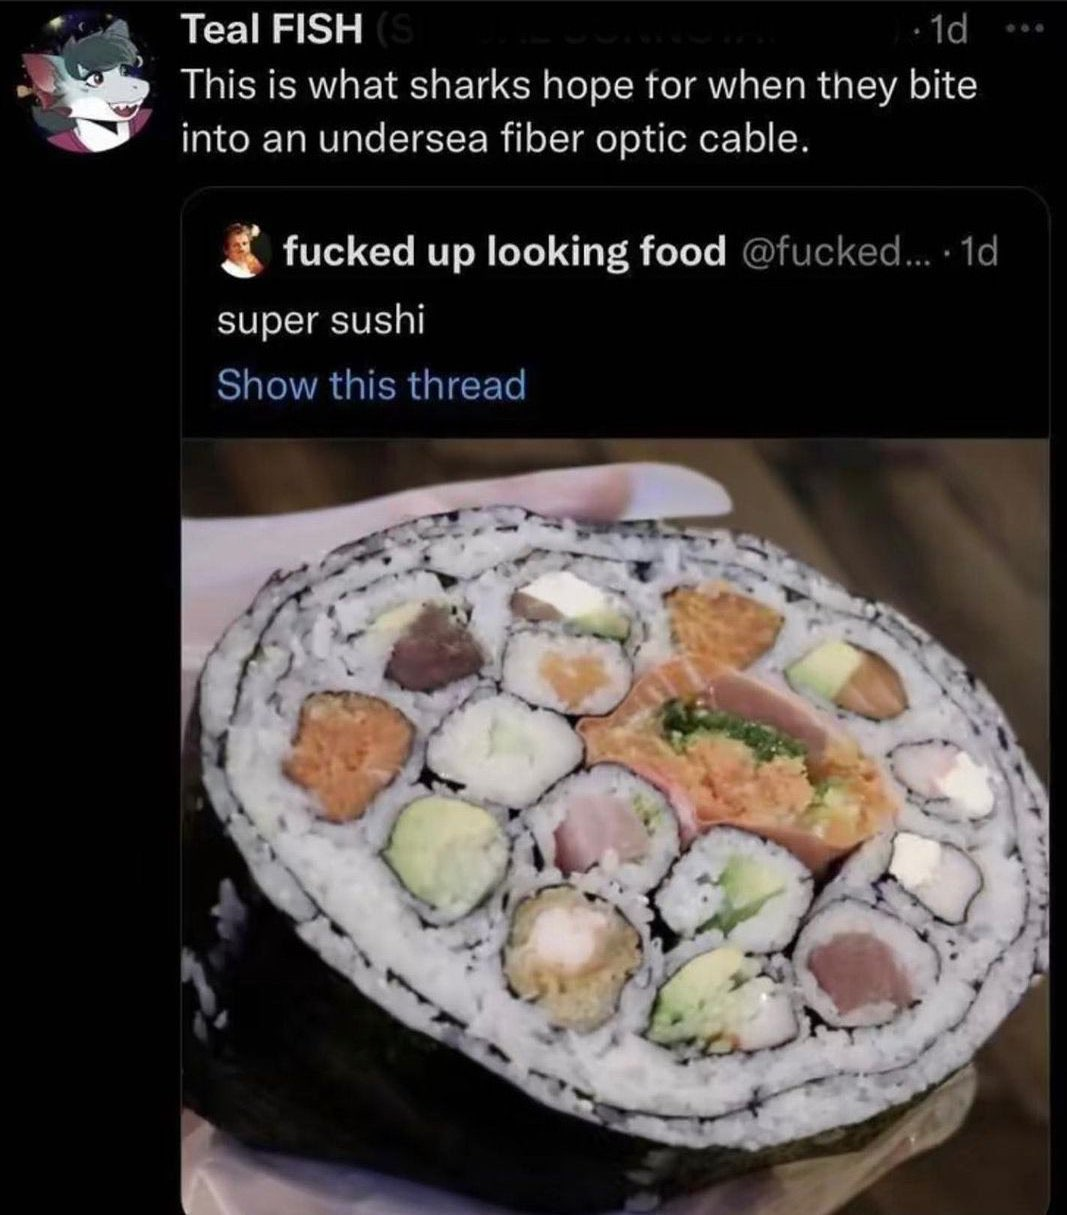 Teal FISH (S · 1d
This is what sharks hope for when they bite
into an undersea fiber optic cable.
fucked up looking food @fucked... · 1d
super sushi
Show this thread